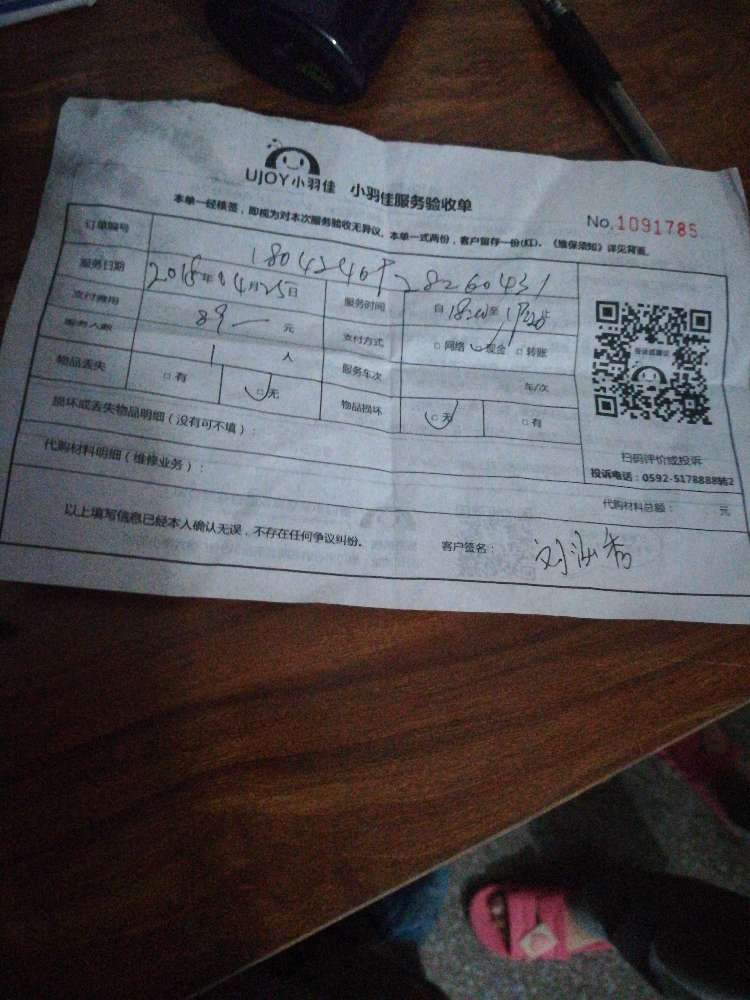 UJOY小羽佳 小羽佳服务验收单
No.1091785
本单一经核签，即视为对本次服务验收无异议。本单一式两份，客户留存一份(红)。《维保须知》详见背面。
订单编号
服务日期 2018年 4月25日 服务时间 自 至
支付费用 89一 元 支付方式 □网络 现金 □转账
服务人数 1 人 服务车次 车/次
物品丢失 □有 □无 物品损坏 □无 □有
损坏或丢失物品明细（没有可不填）：
扫码评价或投诉
投诉电话：0592-5178888转2
代购材料明细（维修业务）：
代购材料总额： 元
以上填写信息已经本人确认无误，不存在任何争议纠纷。 客户签名：